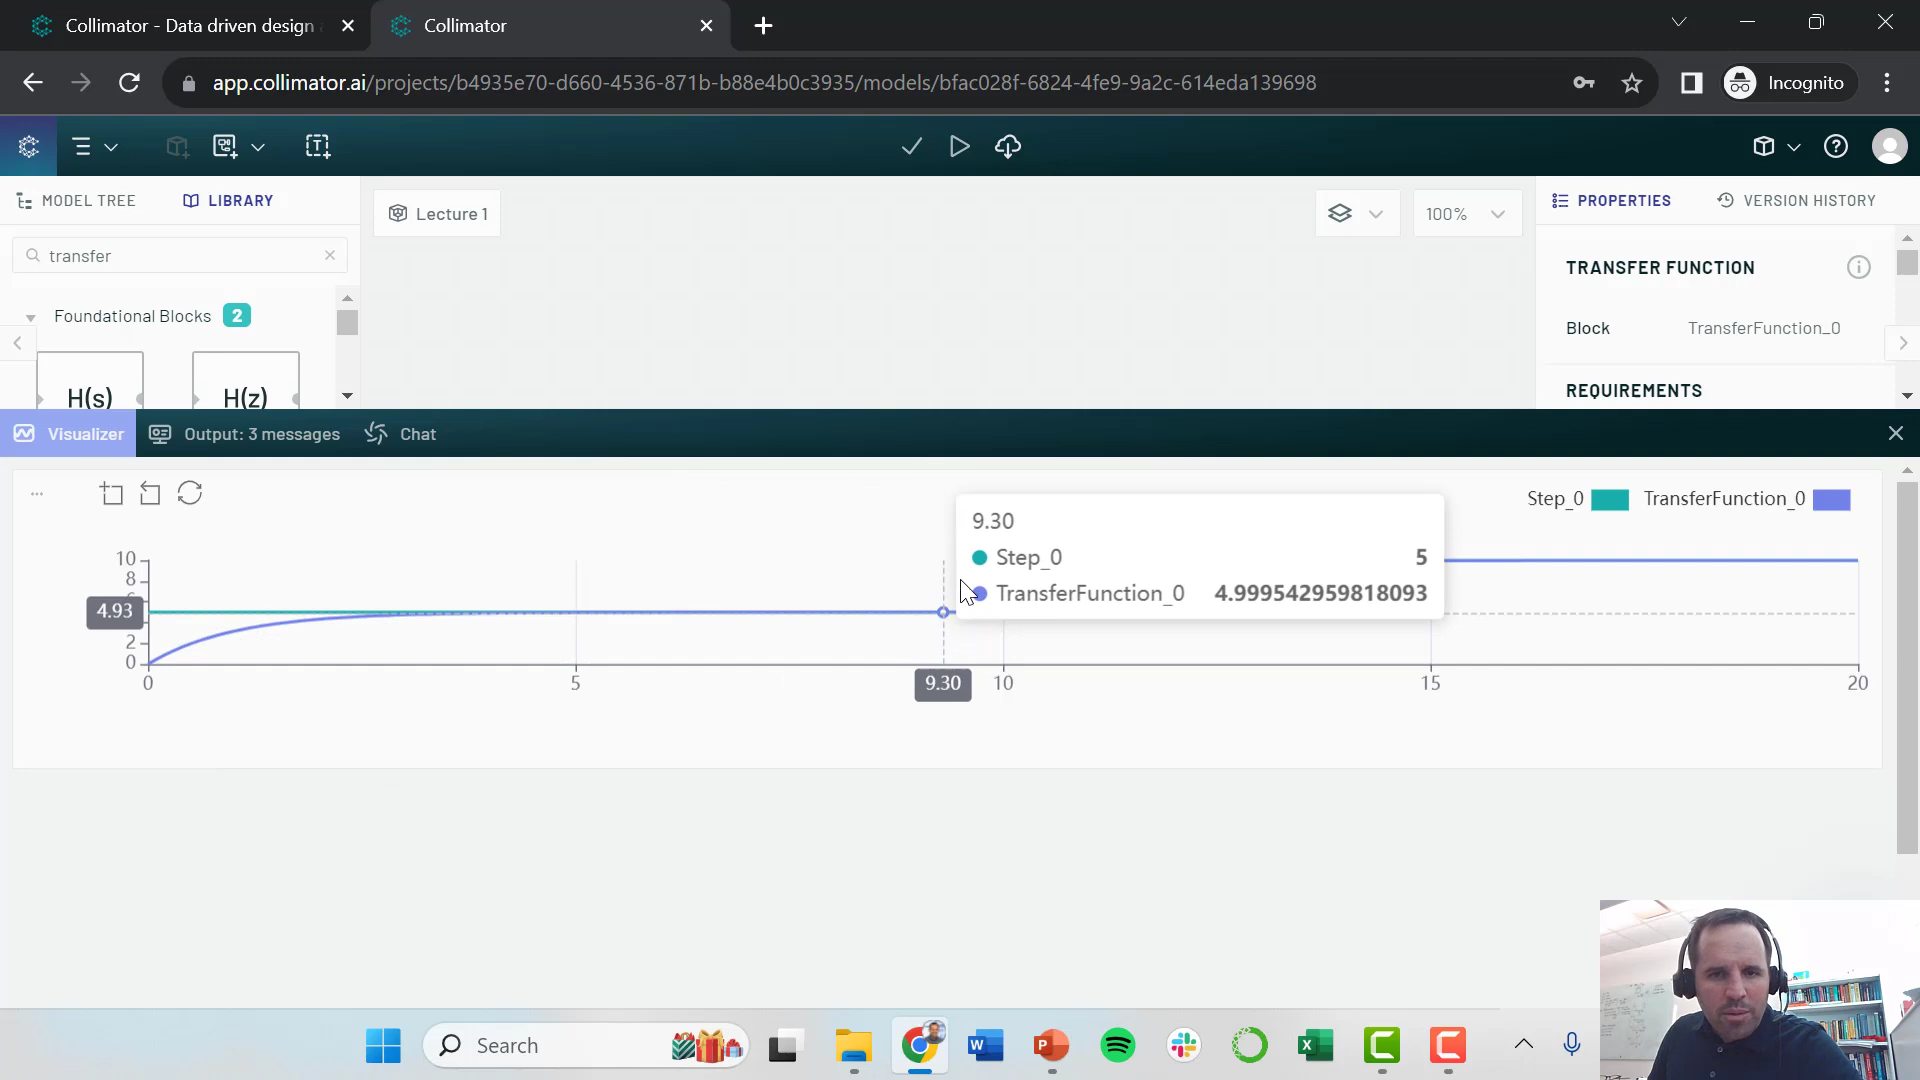 Collimator - Data driven design
Collimator
app.collimator.ai/projects/b4935e70-d660-4536-871b-b88e4b0c3935/models/bfac028f-6824-4fe9-9a2c-614eda139698
Incognito
MODEL TREE
LIBRARY
Lecture 1
100%
PROPERTIES
VERSION HISTORY
transfer
TRANSFER FUNCTION
Foundational Blocks 2
Block TransferFunction_0
H(s)
H(z)
REQUIREMENTS
Visualizer
Output: 3 messages
Chat
Step_0
TransferFunction_0
9.30
Step_0 5
TransferFunction_0 4.999542959818093
10
8
4.93
2
0
0
5
9.30
10
15
20
Search